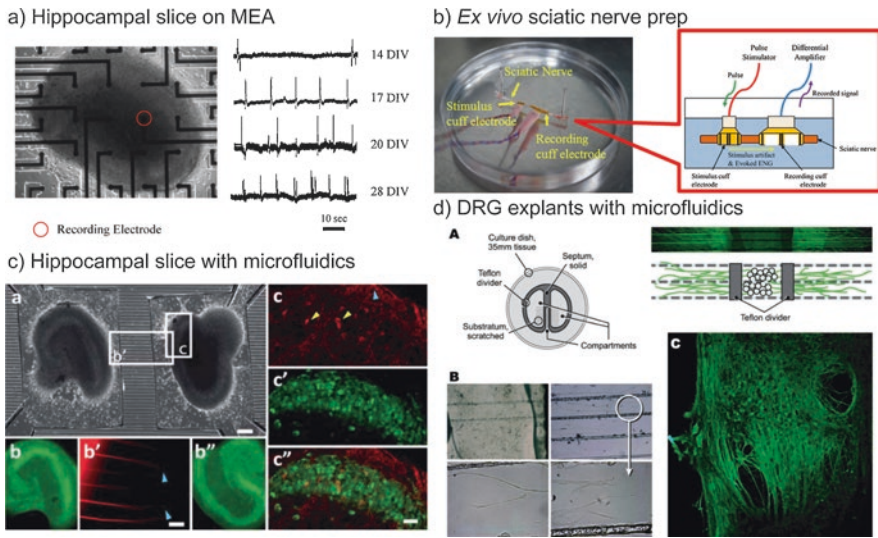 a) Hippocampal slice on MEA
14 DIV
17 DIV
20 DIV
28 DIV
10 sec
Recording Electrode
b) Ex vivo sciatic nerve prep
Sciatic Nerve
Stimulus
cuff electrode
Recording
cuff electrode
Pulse
Stimulator
Differential
Amplifier
Pulse
Recorded signal
Stimulus artifact
& Evoked ENG
Stimulus cuff
electrode
Recording cuff
electrode
Sciatic nerve
c) Hippocampal slice with microfluidics
a
b'
c
c
c'
c''
b
b'
b''
d) DRG explants with microfluidics
A
Culture dish,
35mm tissue
Septum,
solid
Teflon
divider
Substratum,
scratched
Compartments
Teflon divider
B
C